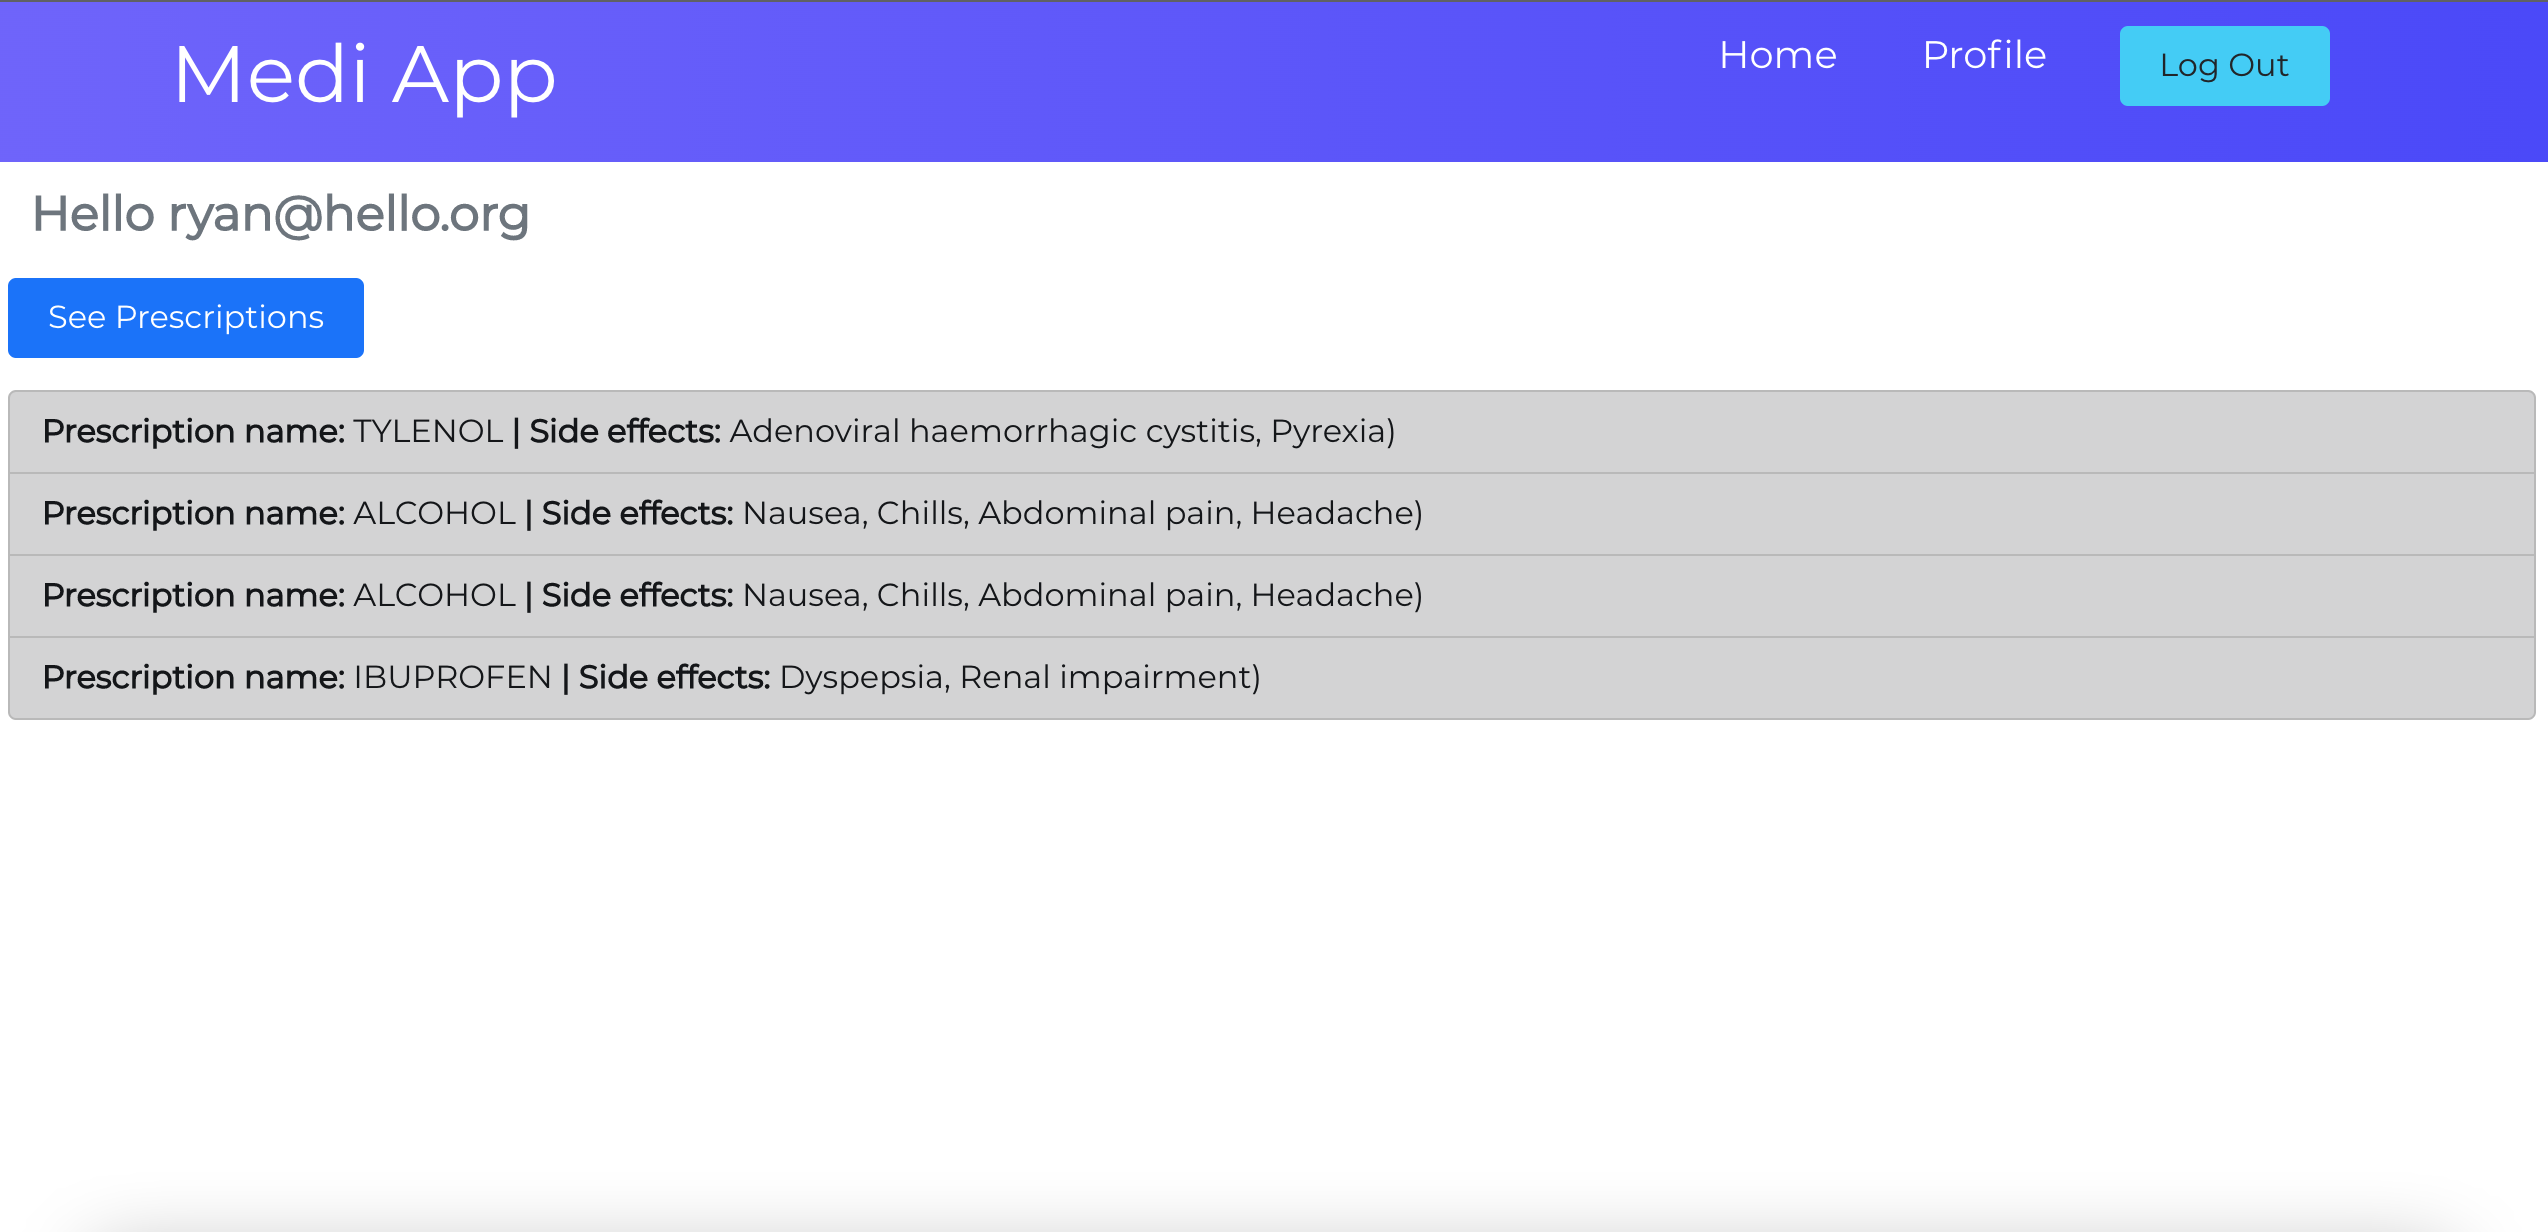 Medi App
Home Profile Log Out
Hello ryan@hello.org
See Prescriptions
Prescription name: TYLENOL | Side effects: Adenoviral haemorrhagic cystitis, Pyrexia)
Prescription name: ALCOHOL | Side effects: Nausea, Chills, Abdominal pain, Headache)
Prescription name: ALCOHOL | Side effects: Nausea, Chills, Abdominal pain, Headache)
Prescription name: IBUPROFEN | Side effects: Dyspepsia, Renal impairment)